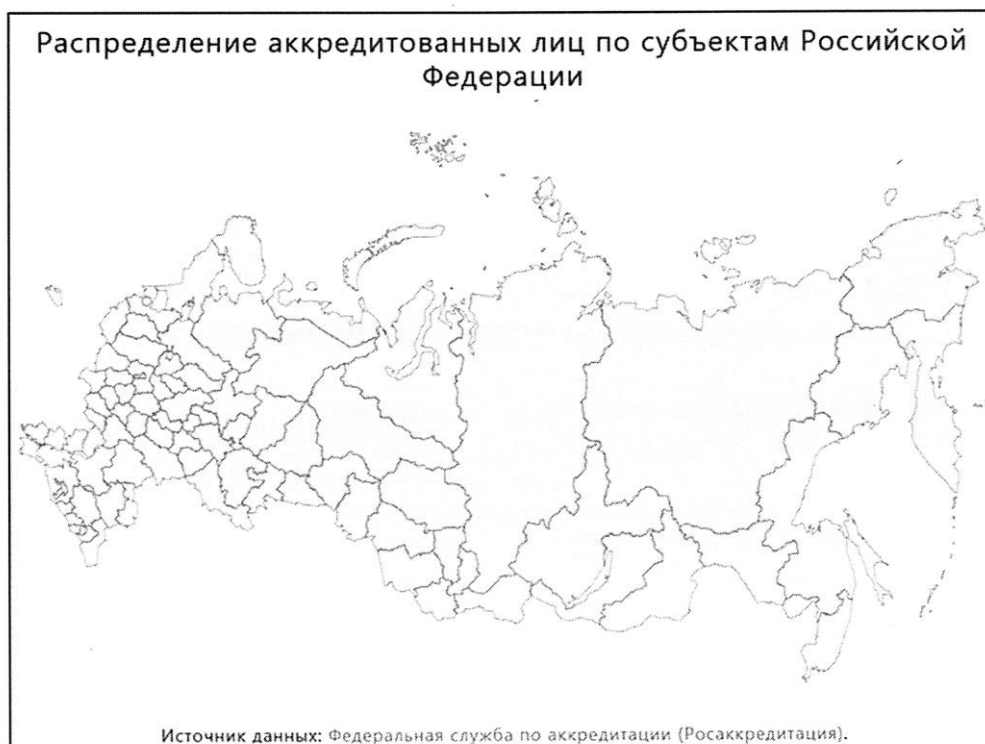 Распределение аккредитованных лиц по субъектам Российской
Федерации
Источник данных: Федеральная служба по аккредитации (Росаккредитация).